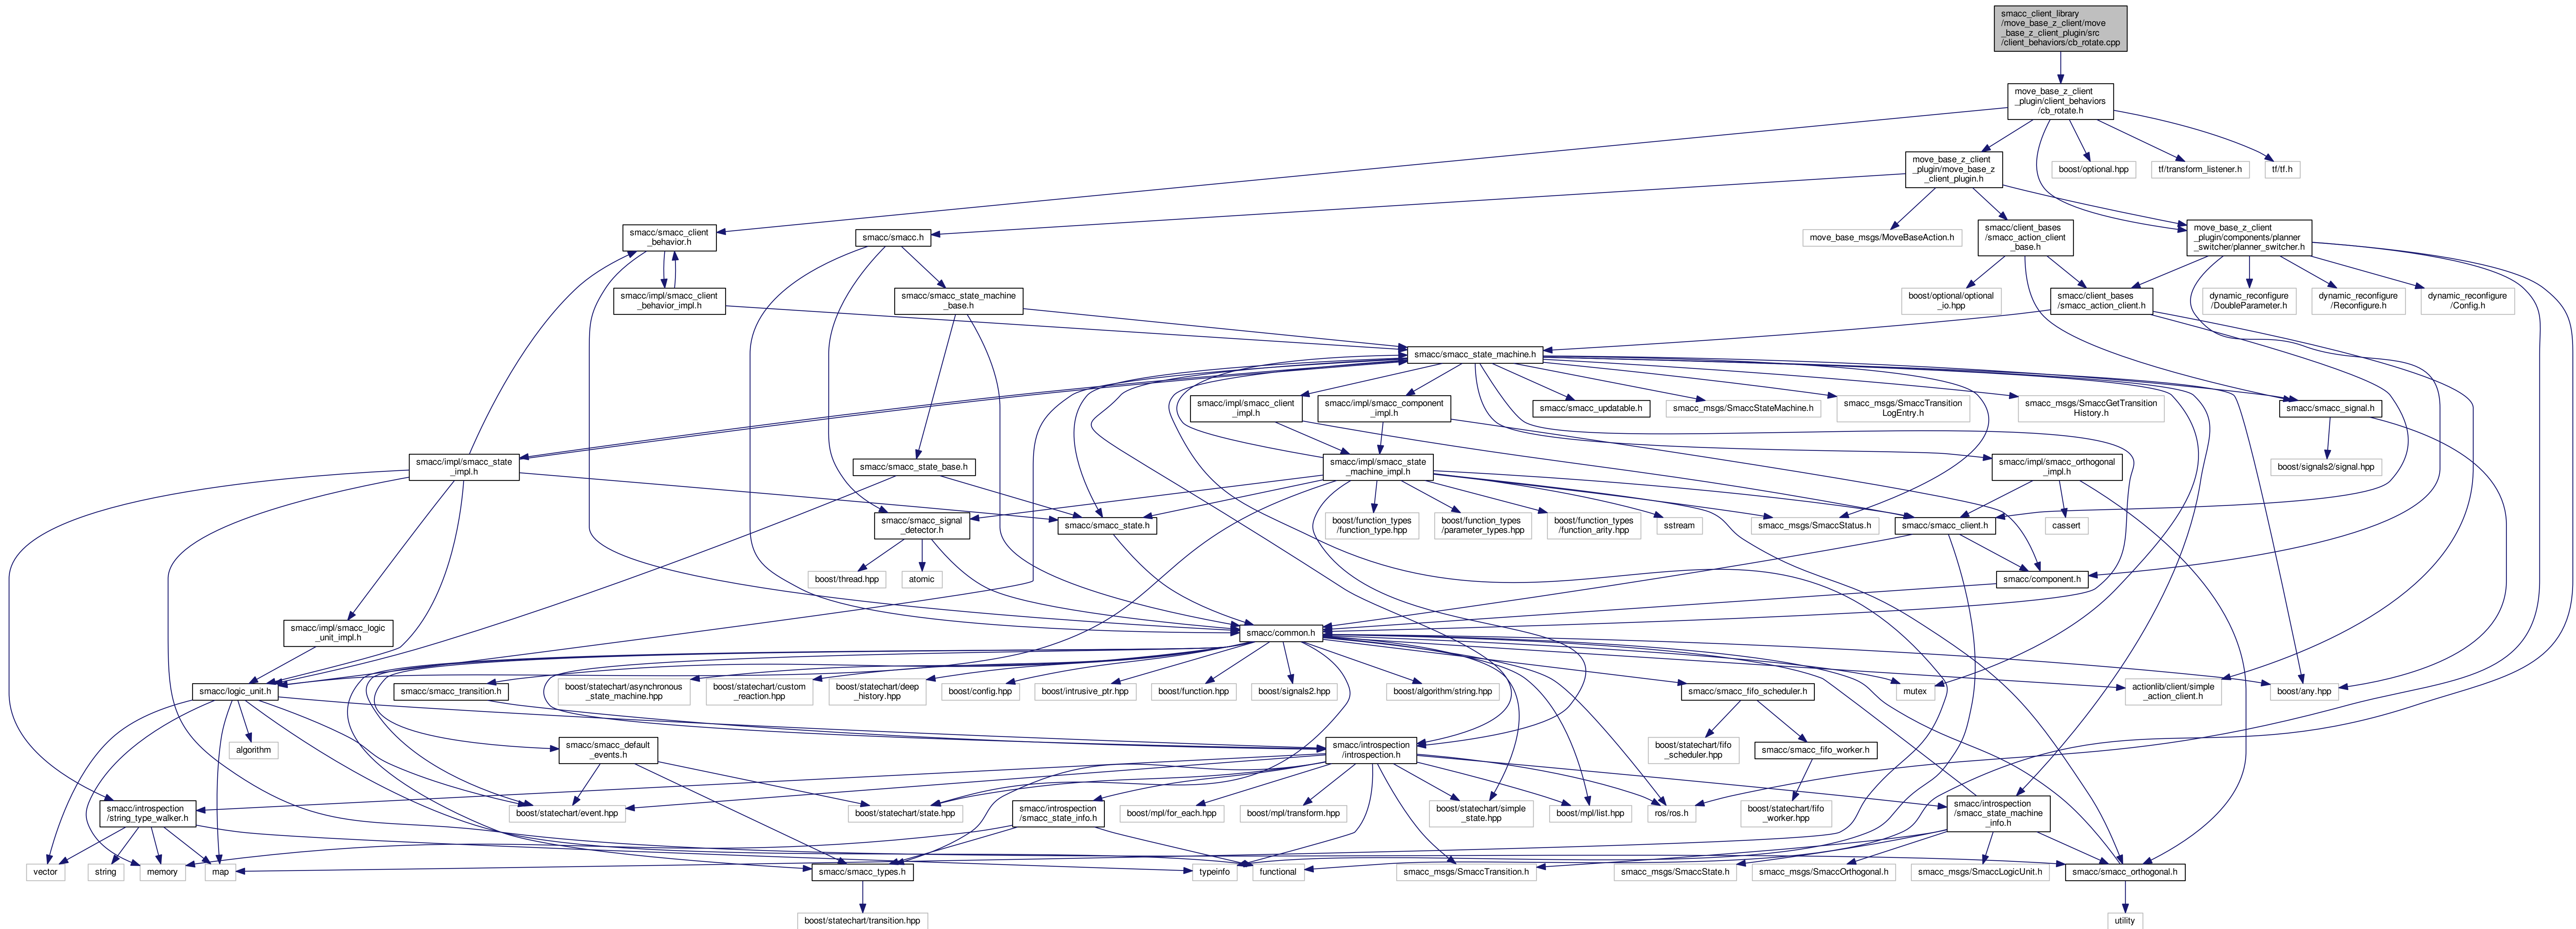 smacc_client_library
/move_base_z_client/move
_base_z_client_plugin/src
/client_behaviors/cb_rotate.cpp
move_base_z_client
_plugin/client_behaviors
/cb_rotate.h
move_base_z_client
_plugin/move_base_z
_client_plugin.h
boost/optional.hpp
tf/transform_listener.h
tf/tf.h
smacc/smacc_client
_behavior.h
smacc/smacc.h
move_base_msgs/MoveBaseAction.h
smacc/client_bases
/smacc_action_client
_base.h
move_base_z_client
_plugin/components/planner
_switcher/planner_switcher.h
smacc/impl/smacc_client
_behavior_impl.h
smacc/smacc_state_machine
_base.h
boost/optional/optional
_io.hpp
smacc/client_bases
/smacc_action_client.h
dynamic_reconfigure
/DoubleParameter.h
dynamic_reconfigure
/Reconfigure.h
dynamic_reconfigure
/Config.h
smacc/smacc_state_machine.h
smacc/impl/smacc_client
_impl.h
smacc/impl/smacc_component
_impl.h
smacc/smacc_updatable.h
smacc_msgs/SmaccStateMachine.h
smacc_msgs/SmaccTransition
LogEntry.h
smacc_msgs/SmaccGetTransition
History.h
smacc/smacc_signal.h
smacc/impl/smacc_state
_impl.h
smacc/smacc_state_base.h
smacc/impl/smacc_state
_machine_impl.h
smacc/impl/smacc_orthogonal
_impl.h
boost/signals2/signal.hpp
smacc/smacc_signal
_detector.h
smacc/smacc_state.h
boost/function_types
/function_type.hpp
boost/function_types
/parameter_types.hpp
boost/function_types
/function_arity.hpp
sstream
smacc_msgs/SmaccStatus.h
smacc/smacc_client.h
cassert
boost/thread.hpp
atomic
smacc/component.h
smacc/impl/smacc_logic
_unit_impl.h
smacc/common.h
smacc/logic_unit.h
smacc/smacc_transition.h
boost/statechart/asynchronous
_state_machine.hpp
boost/statechart/custom
_reaction.hpp
boost/statechart/deep
_history.hpp
boost/config.hpp
boost/intrusive_ptr.hpp
boost/function.hpp
boost/signals2.hpp
boost/algorithm/string.hpp
smacc/smacc_fifo_scheduler.h
mutex
actionlib/client/simple
_action_client.h
boost/any.hpp
algorithm
smacc/smacc_default
_events.h
smacc/introspection
/introspection.h
boost/statechart/fifo
_scheduler.hpp
smacc/smacc_fifo_worker.h
smacc/introspection
/string_type_walker.h
boost/statechart/event.hpp
boost/statechart/state.hpp
smacc/introspection
/smacc_state_info.h
boost/mpl/for_each.hpp
boost/mpl/transform.hpp
boost/statechart/simple
_state.hpp
boost/mpl/list.hpp
ros/ros.h
boost/statechart/fifo
_worker.hpp
smacc/introspection
/smacc_state_machine
_info.h
vector
string
memory
map
smacc/smacc_types.h
typeinfo
functional
smacc_msgs/SmaccTransition.h
smacc_msgs/SmaccState.h
smacc_msgs/SmaccOrthogonal.h
smacc_msgs/SmaccLogicUnit.h
smacc/smacc_orthogonal.h
boost/statechart/transition.hpp
utility